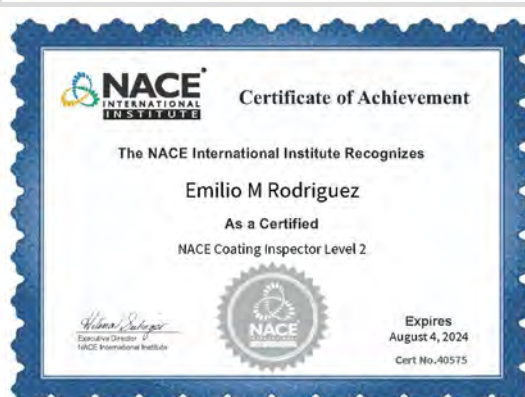 NACE®
INTERNATIONAL
INSTITUTE
Certificate of Achievement
The NACE International Institute Recognizes
Emilio M Rodriguez
As a Certified
NACE Coating Inspector Level 2
NACE
Executive Director
NACE International Institute
Expires
August 4, 2024
Cert No.40575